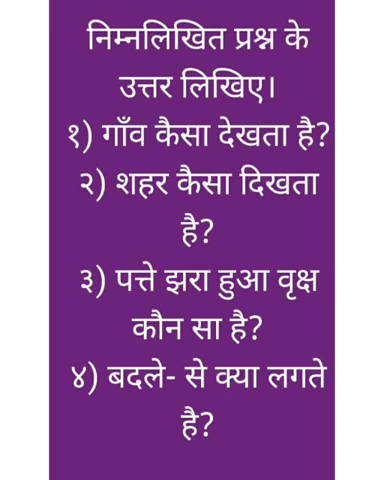 निम्नलिखित प्रश्न के
उत्तर लिखिए।
१) गाँव कैसा देखता है?
२) शहर कैसा दिखता
है?
३) पत्ते झरा हुआ वृक्ष
कौन सा है?
४) बदले- से क्या लगते
है?